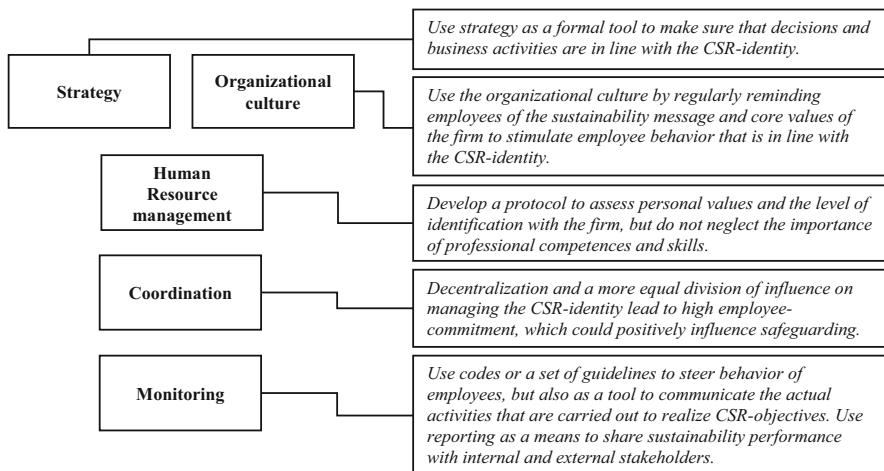 Strategy
Use strategy as a formal tool to make sure that decisions and
business activities are in line with the CSR-identity.
Organizational
culture
Use the organizational culture by regularly reminding
employees of the sustainability message and core values of
the firm to stimulate employee behavior that is in line with
the CSR-identity.
Human
Resource
management
Develop a protocol to assess personal values and the level of
identification with the firm, but do not neglect the importance
of professional competences and skills.
Coordination
Decentralization and a more equal division of influence on
managing the CSR-identity lead to high employee-
commitment, which could positively influence safeguarding.
Monitoring
Use codes or a set of guidelines to steer behavior of
employees, but also as a tool to communicate the actual
activities that are carried out to realize CSR-objectives. Use
reporting as a means to share sustainability performance
with internal and external stakeholders.